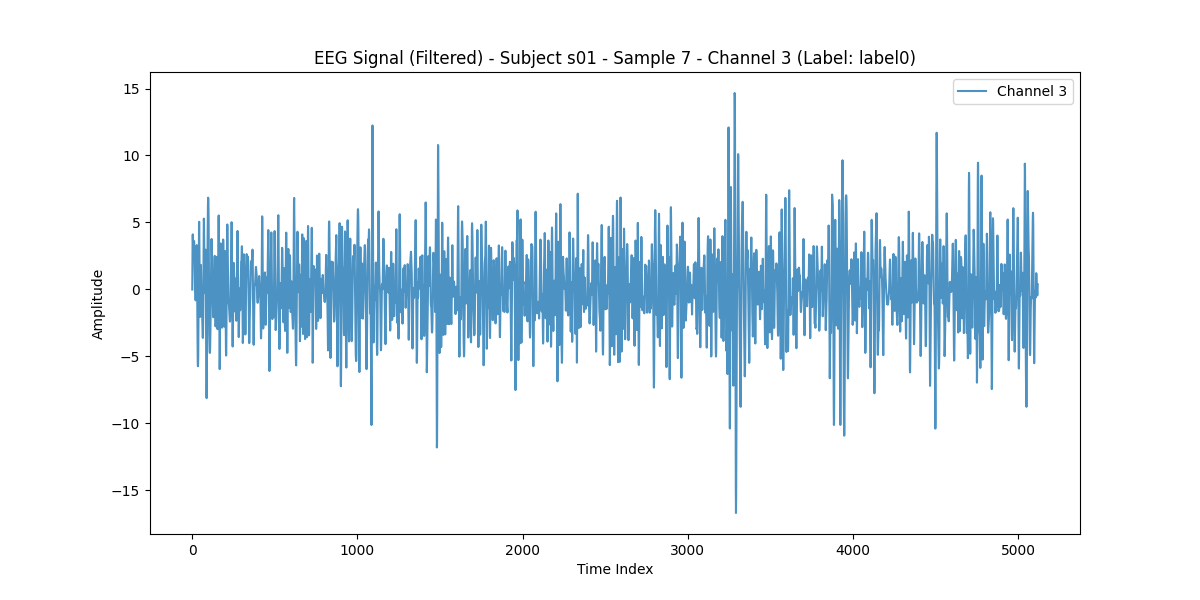 EEG Signal (Filtered) - Subject s01 - Sample 7 - Channel 3 (Label: label0)
Channel 3
15
10
5
0
−5
−10
−15
Amplitude
0 1000 2000 3000 4000 5000
Time Index